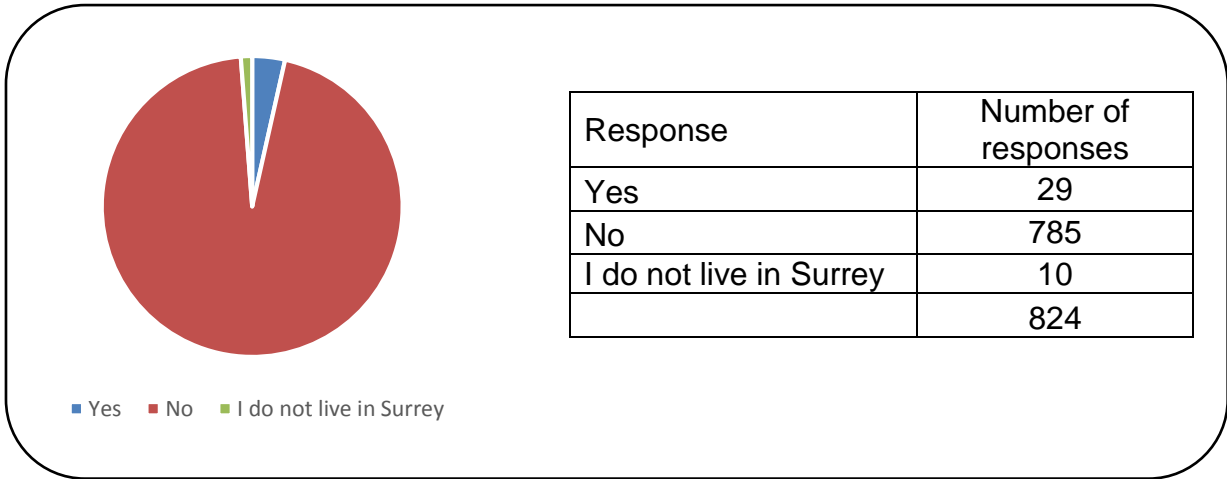 Response
Number of
responses
Yes
29
No
785
I do not live in Surrey
10
824
Yes No I do not live in Surrey